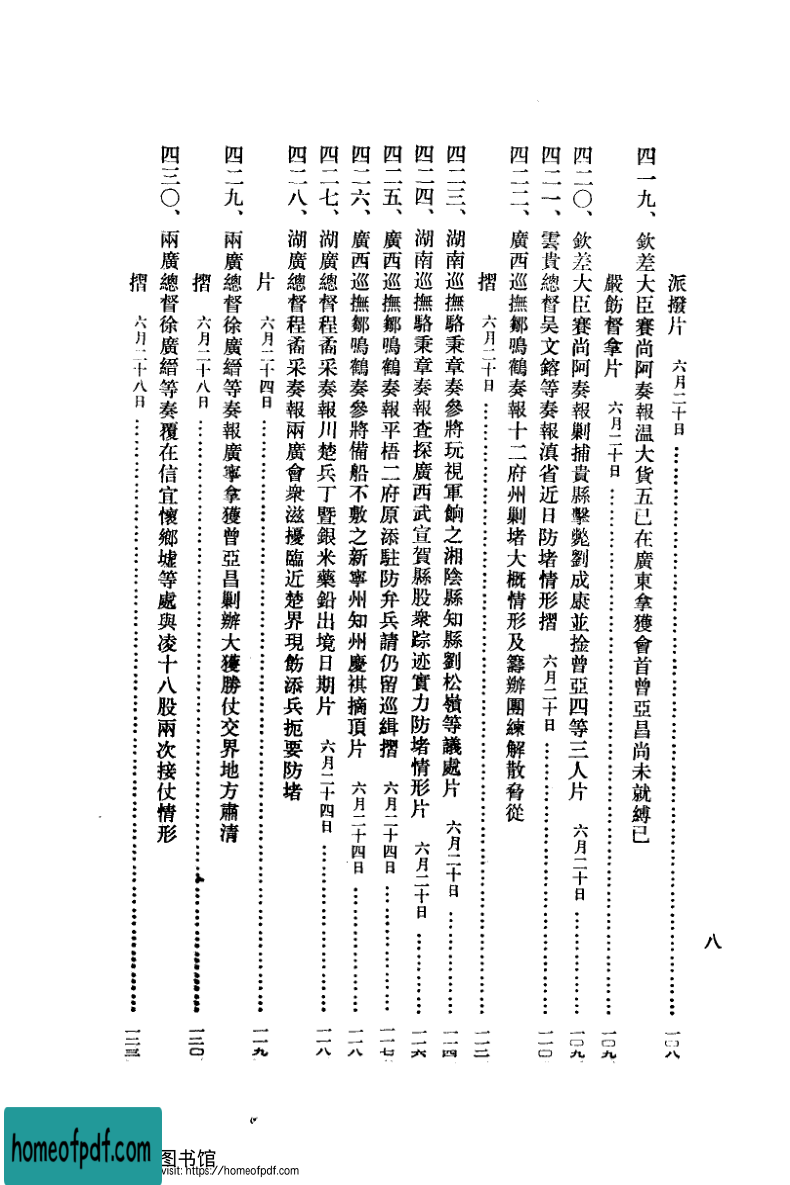 八
派撥片 六月二十日 一〇八
四一九、欽差大臣賽尚阿奏報温大貨五已在廣東拿獲會首曾亞昌尚未就縛已
嚴飭督拿片 六月二十日 一〇九
四二〇、欽差大臣賽尚阿奏報剿捕貴縣擊斃劉成庭並捡曾亞四等三人片 六月二十日 一〇九
四二一、雲貴總督吴文鎔等奏報滇省近日防堵情形摺 六月二十日 一一〇
四二二、廣西巡撫鄒鳴鶴奏報十二府州剿堵大概情形及籌辦團練解散脅從
摺 六月二十日 一一二
四二三、湖南巡撫駱秉章奏參將玩視軍餉之湘陰縣知縣劉松嶺等議處片 六月二十日 一一四
四二四、湖南巡撫駱秉章奏報查探廣西武宣賀縣股衆踪迹實力防堵情形片 六月二十日 一一六
四二五、廣西巡撫鄒鳴鶴奏報平梧二府原添駐防弁兵請仍留巡緝摺 六月二十四日 一一七
四二六、廣西巡撫鄒鳴鶴奏參將備船不敷之新寧州知州慶祺摘頂片 六月二十四日 一一八
四二七、湖廣總督程矞采奏報川楚兵丁暨銀米藥鉛出境日期片 六月二十四日 一一八
四二八、湖廣總督程矞采奏報兩廣會衆滋擾臨近楚界現飭添兵扼要防堵
片 六月二十四日 一一九
四二九、兩廣總督徐廣縉等奏報廣寧拿獲曾亞昌剿辦大獲勝仗交界地方肅清
摺 六月二十八日 一二〇
四三〇、兩廣總督徐廣縉等奏覆在信宜懷鄉墟等處與凌十八股兩次接仗情形
摺 六月二十八日
homeofpdf.com
图书馆
visit: https://homeofpdf.com